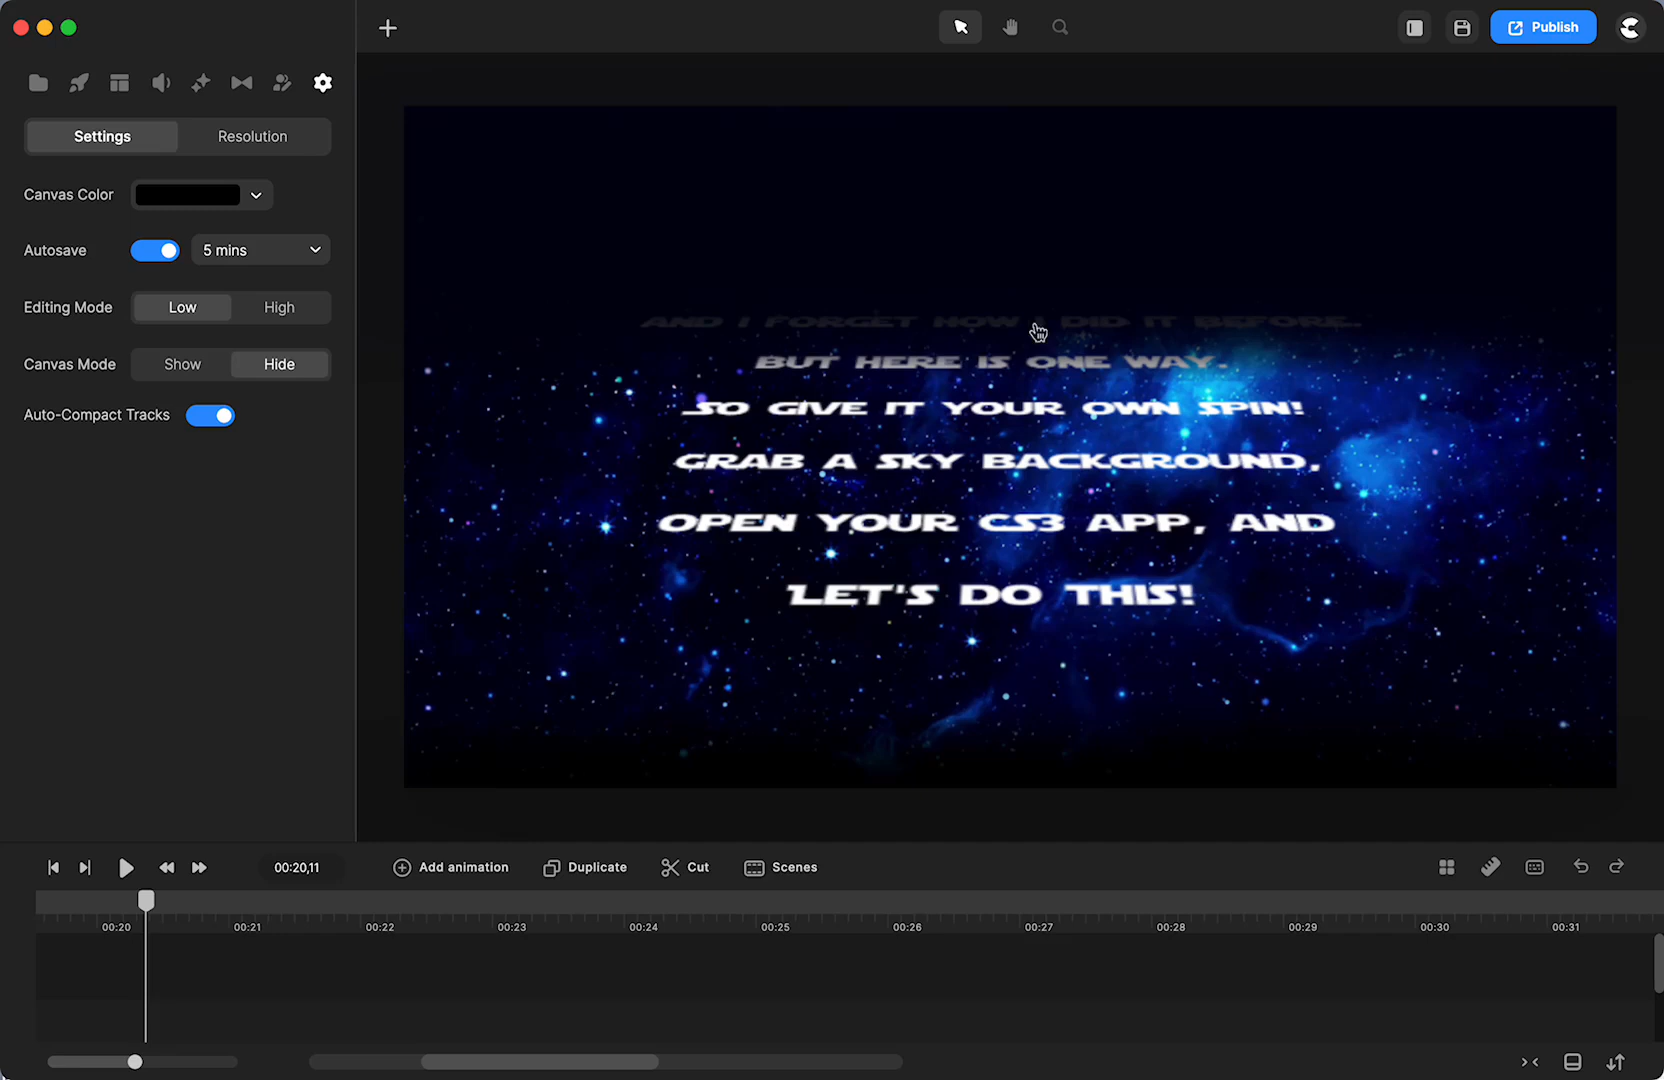 Publish
Settings
Resolution
Canvas Color
Autosave
5 mins
Editing Mode
Low
High
Canvas Mode
Show
Hide
Auto-Compact Tracks
AND I FORGET HOW I DID IT BEFORE.
BUT HERE IS ONE WAY.
SO GIVE IT YOUR OWN SPIN!
GRAB A SKY BACKGROUND,
OPEN YOUR CS3 APP, AND
LET'S DO THIS!
00:20,11
Add animation
Duplicate
Cut
Scenes
00:20
00:21
00:22
00:23
00:24
00:25
00:26
00:27
00:28
00:29
00:30
00:31